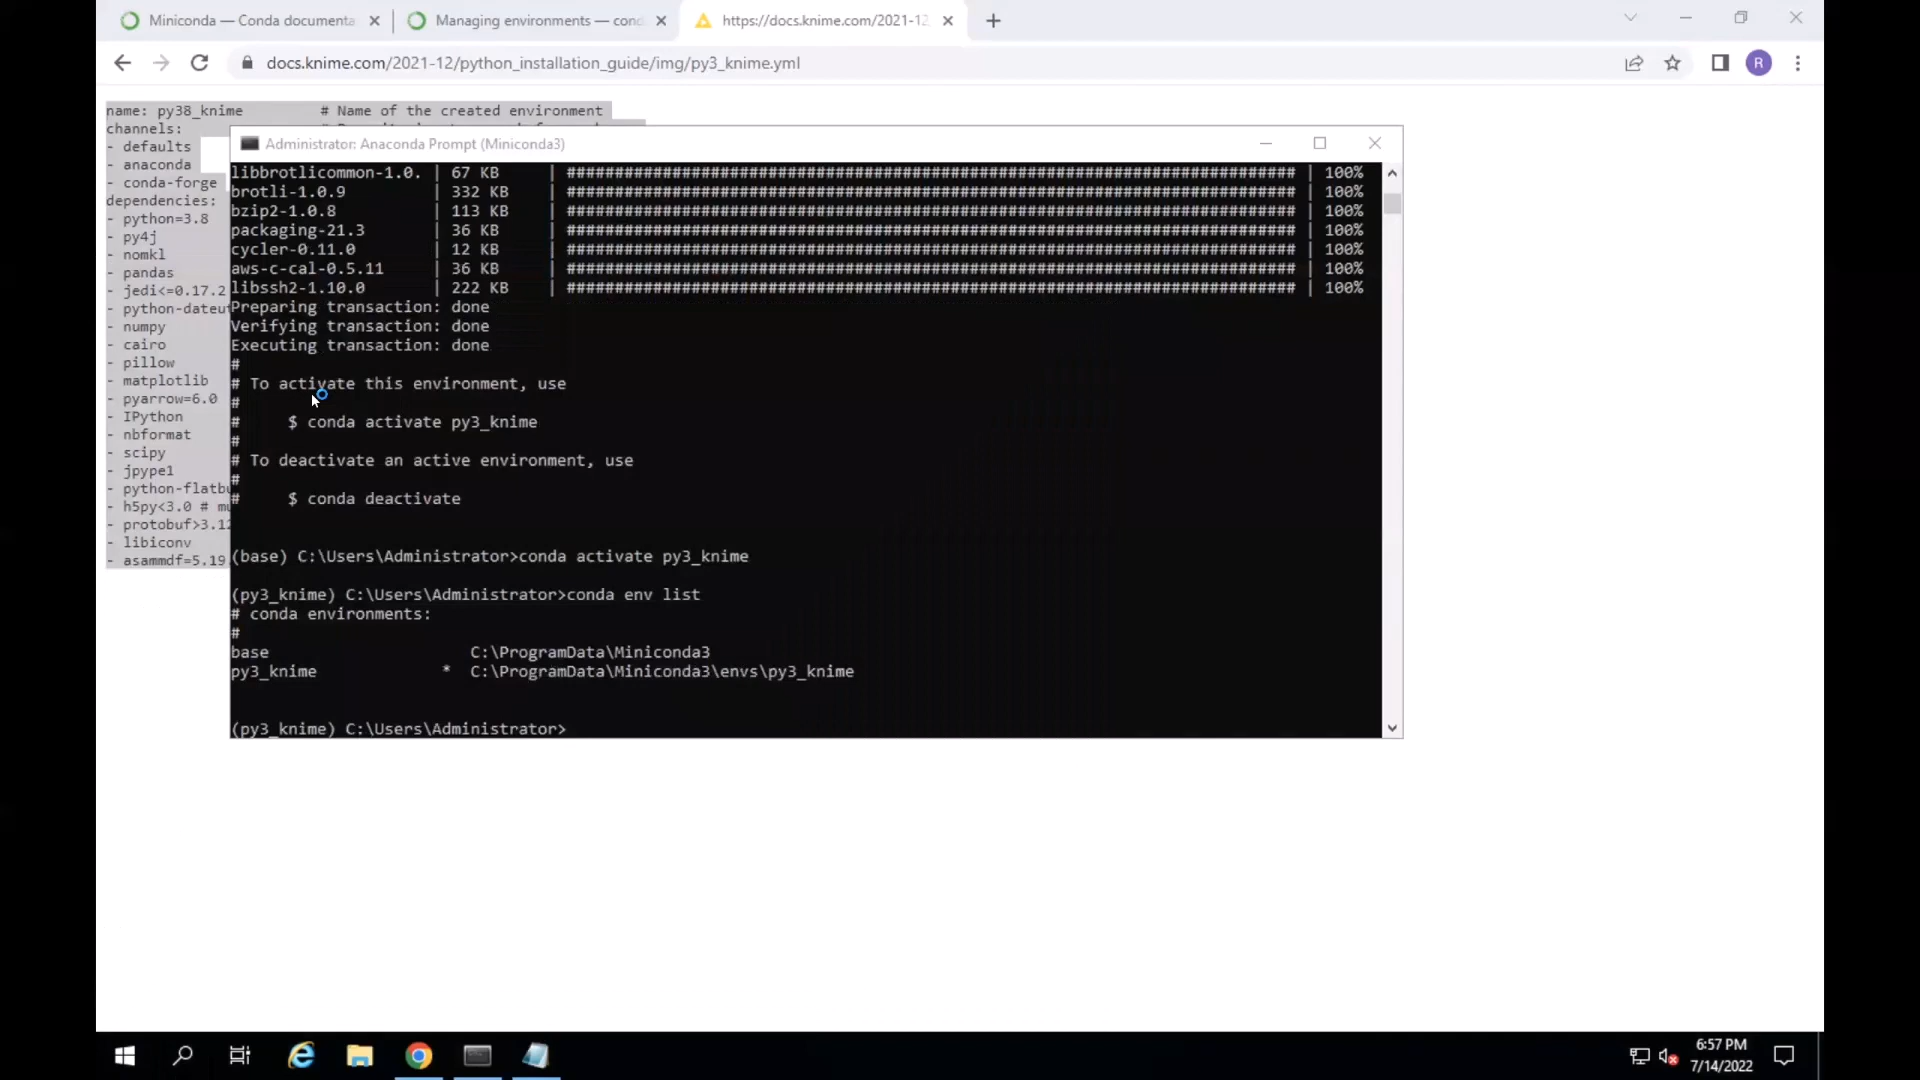 Miniconda — Conda documenta
Managing environments — cond
https://docs.knime.com/2021-12
docs.knime.com/2021-12/python_installation_guide/img/py3_knime.yml
R
name: py38_knime # Name of the created environment
channels:
- defaults
- anaconda
- conda-forge
dependencies:
- python=3.8
- py4j
- nomkl
- pandas
- jedi<=0.17.2
- python-dateut
- numpy
- cairo
- pillow
- matplotlib
- pyarrow=6.0
- IPython
- nbformat
- scipy
- jpype1
- python-flatbu
- h5py<3.0 # mu
- protobuf>3.12
- libiconv
- asammdf=5.19.
Administrator: Anaconda Prompt (Miniconda3)
libbrotlicommon-1.0. | 67 KB | ############################################################################ | 100%
brotli-1.0.9 | 332 KB | ############################################################################ | 100%
bzip2-1.0.8 | 113 KB | ############################################################################ | 100%
packaging-21.3 | 36 KB | ############################################################################ | 100%
cycler-0.11.0 | 12 KB | ############################################################################ | 100%
aws-c-cal-0.5.11 | 36 KB | ############################################################################ | 100%
libssh2-1.10.0 | 222 KB | ############################################################################ | 100%
Preparing transaction: done
Verifying transaction: done
Executing transaction: done
#
# To activate this environment, use
#
# $ conda activate py3_knime
#
# To deactivate an active environment, use
#
# $ conda deactivate
(base) C:\Users\Administrator>conda activate py3_knime
(py3_knime) C:\Users\Administrator>conda env list
# conda environments:
#
base C:\ProgramData\Miniconda3
py3_knime * C:\ProgramData\Miniconda3\envs\py3_knime
(py3_knime) C:\Users\Administrator>
6:57 PM
7/14/2022